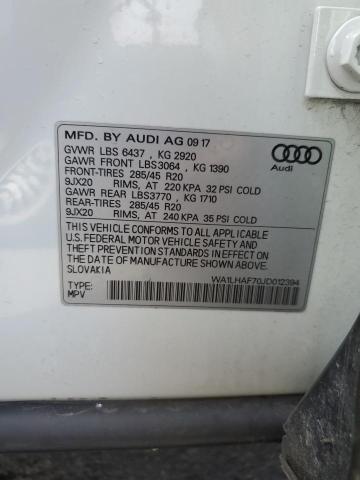 MFD. BY AUDI AG 09 17
GVWR LBS 6437 , KG 2920
GAWR FRONT LBS3064 , KG 1390
FRONT-TIRES 285/45 R20
9JX20 RIMS, AT 220 KPA 32 PSI COLD
GAWR REAR LBS3770 , KG 1710
REAR-TIRES 285/45 R20
9JX20 RIMS, AT 240 KPA 35 PSI COLD
Audi
THIS VEHICLE CONFORMS TO ALL APPLICABLE
U.S. FEDERAL MOTOR VEHICLE SAFETY AND
THEFT PREVENTION STANDARDS IN EFFECT ON
THE DATE OF MANUFACTURE SHOWN ABOVE.
SLOVAKIA
WA1LHAF70JD012394
TYPE:
MPV